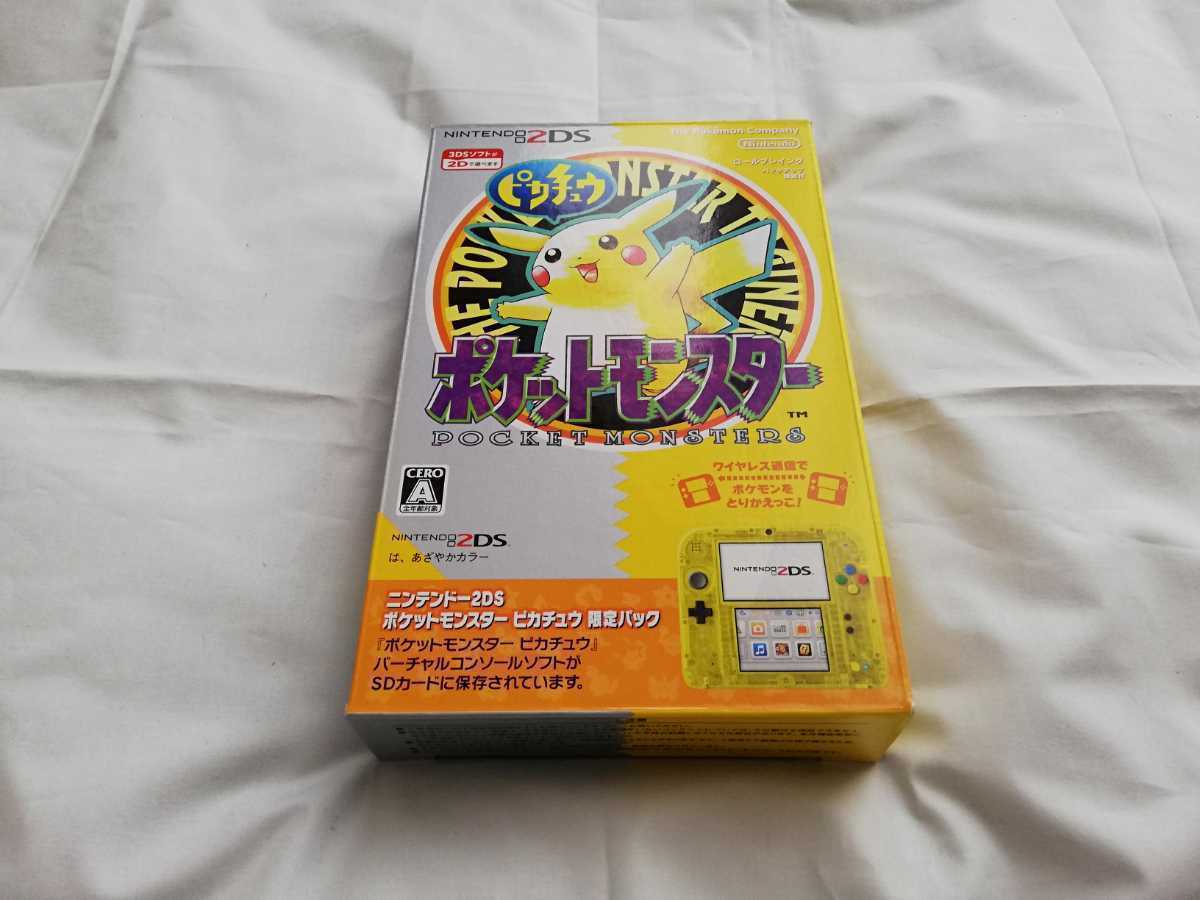 NINTENDO 2DS
The Pokémon Company
Nintendo
3DSソフトが
2Dで遊べます
ロールプレイング
ピカチュウ
ポケットモンスター
TM
POCKET MONSTERS
CERO
A
全年齢対象
ワイヤレス通信で
ポケモンを
とりかえっこ!
NINTENDO 2DS
は、あざやかカラー
NINTENDO 2DS
ニンテンドー2DS
ポケットモンスター ピカチュウ 限定パック
『ポケットモンスター ピカチュウ』
バーチャルコンソールソフトが
SDカードに保存されています。